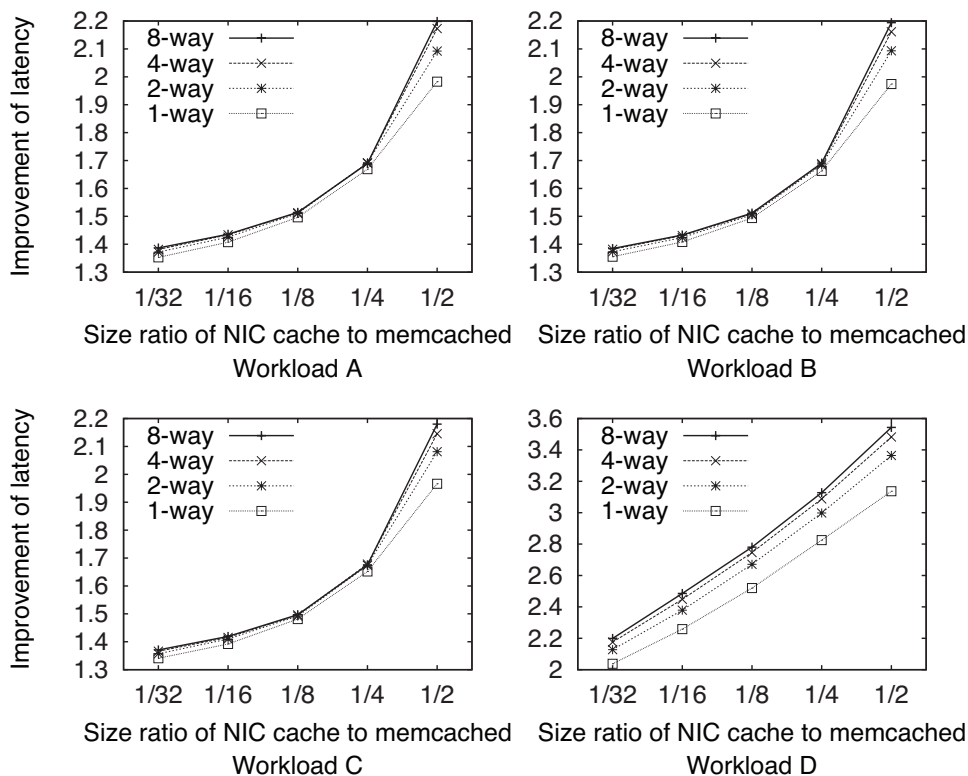 Improvement of latency
2.2
2.1
2
1.9
1.8
1.7
1.6
1.5
1.4
1.3
8-way
4-way
2-way
1-way
1/32 1/16 1/8 1/4 1/2
Size ratio of NIC cache to memcached
Workload A
2.2
2.1
2
1.9
1.8
1.7
1.6
1.5
1.4
1.3
8-way
4-way
2-way
1-way
1/32 1/16 1/8 1/4 1/2
Size ratio of NIC cache to memcached
Workload B
Improvement of latency
2.2
2.1
2
1.9
1.8
1.7
1.6
1.5
1.4
1.3
8-way
4-way
2-way
1-way
1/32 1/16 1/8 1/4 1/2
Size ratio of NIC cache to memcached
Workload C
3.6
3.4
3.2
3
2.8
2.6
2.4
2.2
2
8-way
4-way
2-way
1-way
1/32 1/16 1/8 1/4 1/2
Size ratio of NIC cache to memcached
Workload D